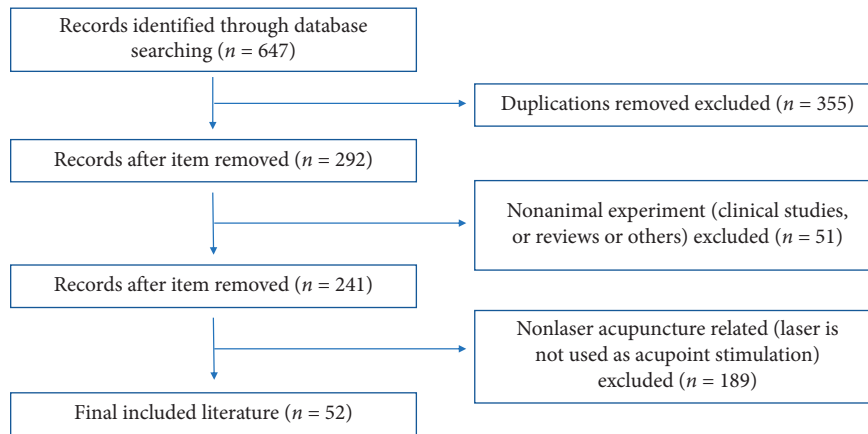 Records identified through database
searching (n = 647)
Duplications removed excluded (n = 355)
Records after item removed (n = 292)
Nonanimal experiment (clinical studies,
or reviews or others) excluded (n = 51)
Records after item removed (n = 241)
Nonlaser acupuncture related (laser is
not used as acupoint stimulation)
excluded (n = 189)
Final included literature (n = 52)